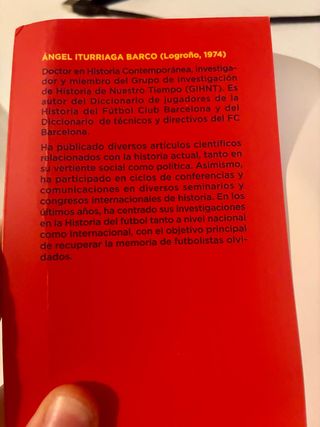 ÁNGEL ITURRIAGA BARCO (Logroño, 1974)
Doctor en Historia Contemporánea, investiga-
dor y miembro del Grupo de Investigación
de Historia de Nuestro Tiempo (GIHNT). Es
autor del Diccionario de jugadores de la
Historia del Fútbol Club Barcelona y del
Diccionario de técnicos y directivos del FC
Barcelona.
Ha publicado diversos artículos científicos
relacionados con la historia actual, tanto en
su vertiente social como política. Asimismo,
ha participado en ciclos de conferencias y
comunicaciones en diversos seminarios y
congresos internacionales de historia. En los
últimos años, ha centrado sus investigaciones
en la Historia del futbol tanto a nivel nacional
como internacional, con el objetivo principal
de recuperar la memoria de futbolistas olvi-
dados.